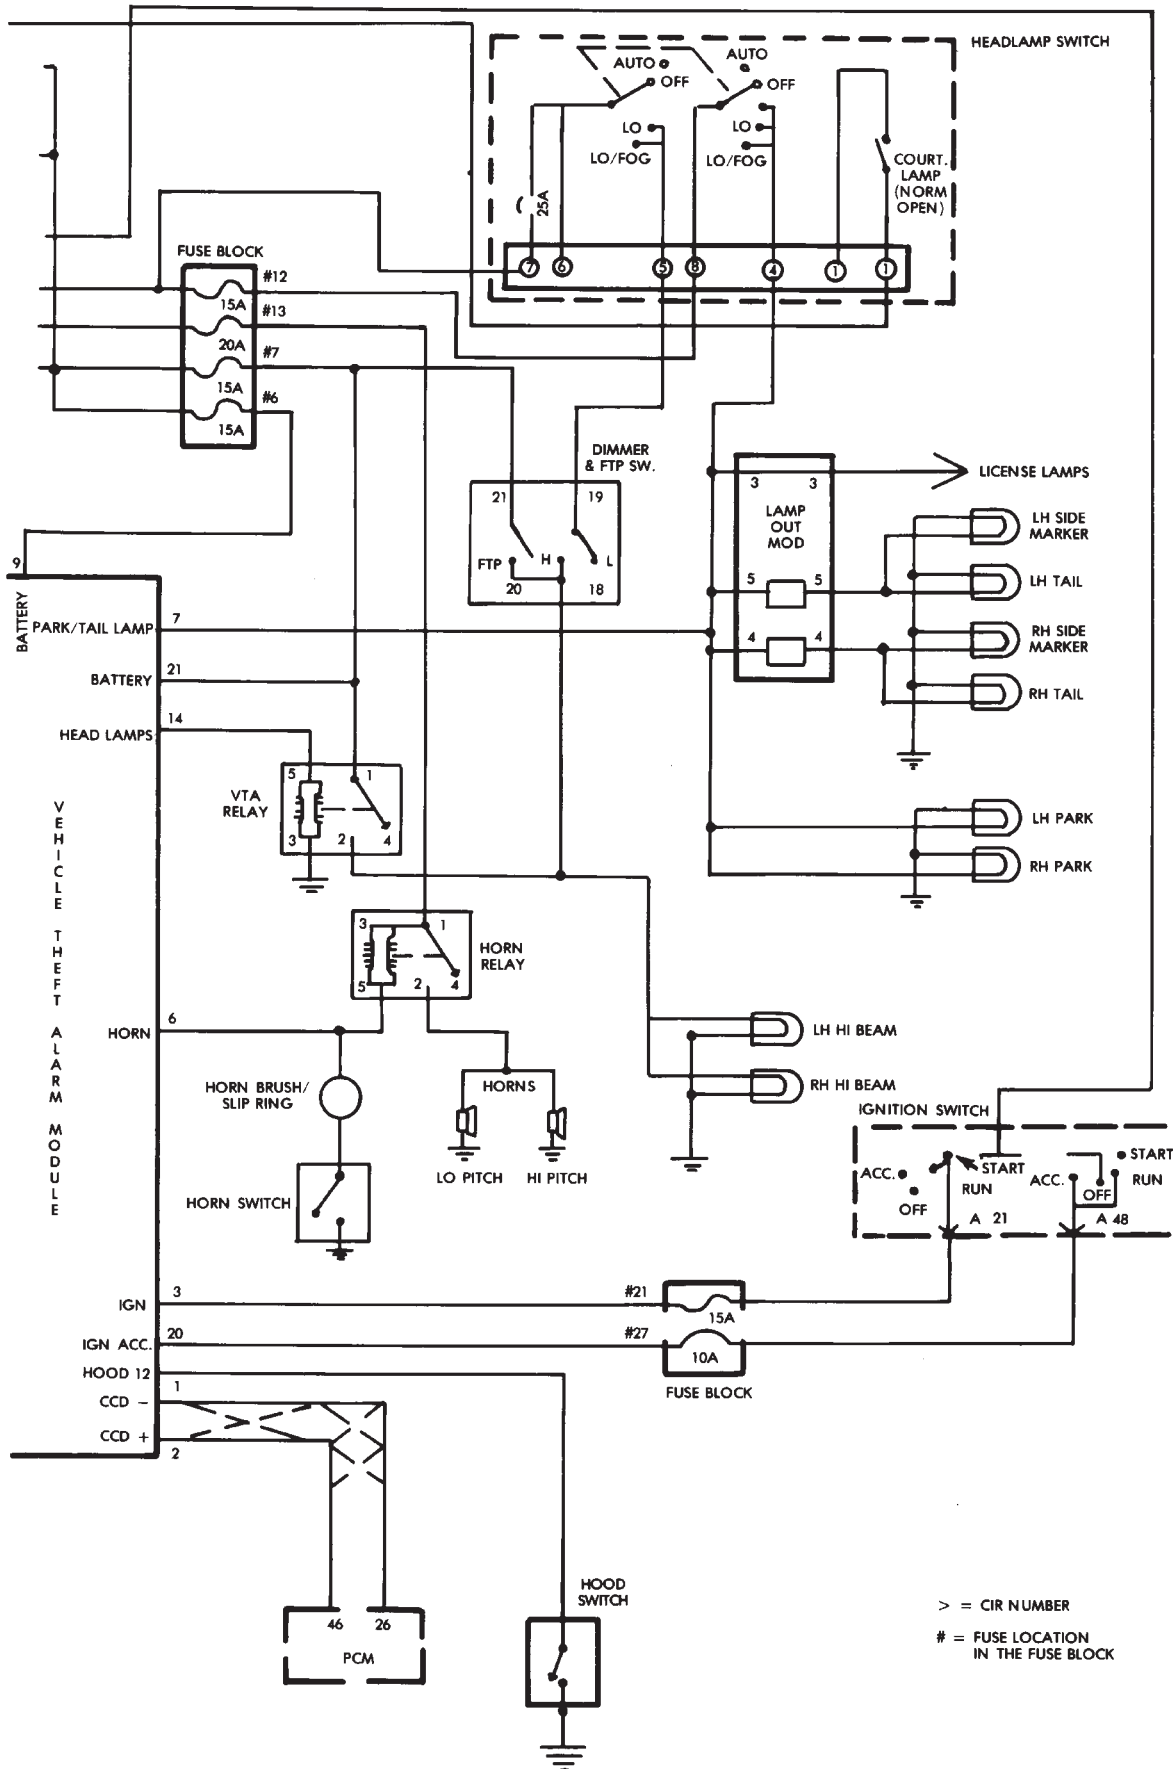 HEADLAMP SWITCH
AUTO
OFF
AUTO
OFF
LO
LO/FOG
LO
LO/FOG
COURT.
LAMP
(NORM
OPEN)
25A
7
6
5
8
4
1
1
FUSE BLOCK
#12
15A
#13
20A
#7
15A
#6
15A
DIMMER
& FTP SW.
21
19
FTP
H
L
20
18
3
3
LAMP
OUT
MOD
5
5
4
4
LICENSE LAMPS
LH SIDE
MARKER
LH TAIL
RH SIDE
MARKER
RH TAIL
LH PARK
RH PARK
9
BATTERY
PARK/TAIL LAMP
7
BATTERY
21
HEAD LAMPS
14
VTA
RELAY
5
1
3
2
4
VEHICLE THEFT ALARM MODULE
3
1
5
2
4
HORN
RELAY
HORN
6
HORN BRUSH/
SLIP RING
HORNS
LO PITCH
HI PITCH
HORN SWITCH
LH HI BEAM
RH HI BEAM
IGNITION SWITCH
ACC.
OFF
START
RUN
ACC.
OFF
START
RUN
A 21
A 48
IGN
3
#21
15A
IGN ACC.
20
#27
10A
FUSE BLOCK
HOOD 12
CCD -
1
CCD +
2
46
26
PCM
HOOD
SWITCH
> = CIR NUMBER
# = FUSE LOCATION
IN THE FUSE BLOCK